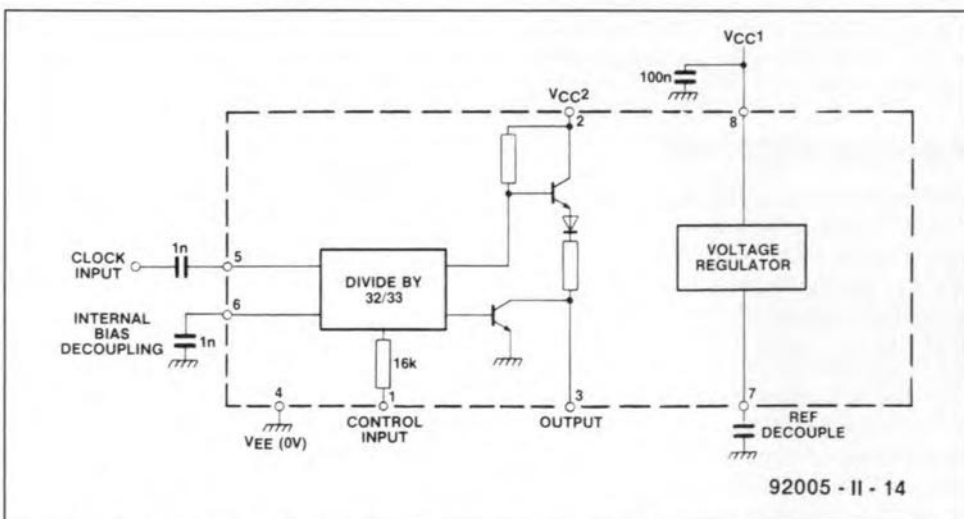 VCC1
100n
VCC2
2
8
CLOCK
INPUT
1n
5
DIVIDE BY
32/33
VOLTAGE
REGULATOR
6
INTERNAL
BIAS
DECOUPLING
1n
16k
4
1
3
7
VEE (0V)
CONTROL
INPUT
OUTPUT
REF
DECOUPLE
92005 - II - 14